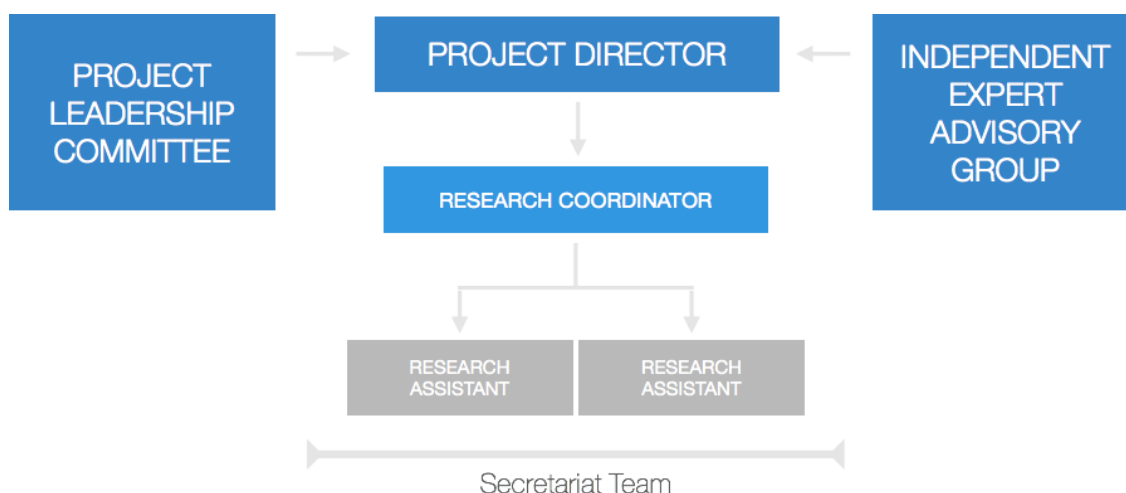 PROJECT
LEADERSHIP
COMMITTEE
PROJECT DIRECTOR
INDEPENDENT
EXPERT
ADVISORY
GROUP
RESEARCH COORDINATOR
RESEARCH
ASSISTANT
RESEARCH
ASSISTANT
Secretariat Team